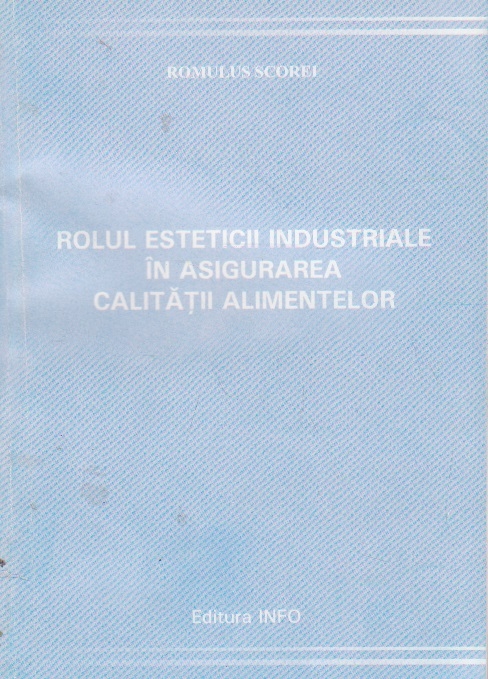 ROMULUS SCOREI
ROLUL ESTETICII INDUSTRIALE
ÎN ASIGURAREA
CALITĂȚII ALIMENTELOR
Editura INFO